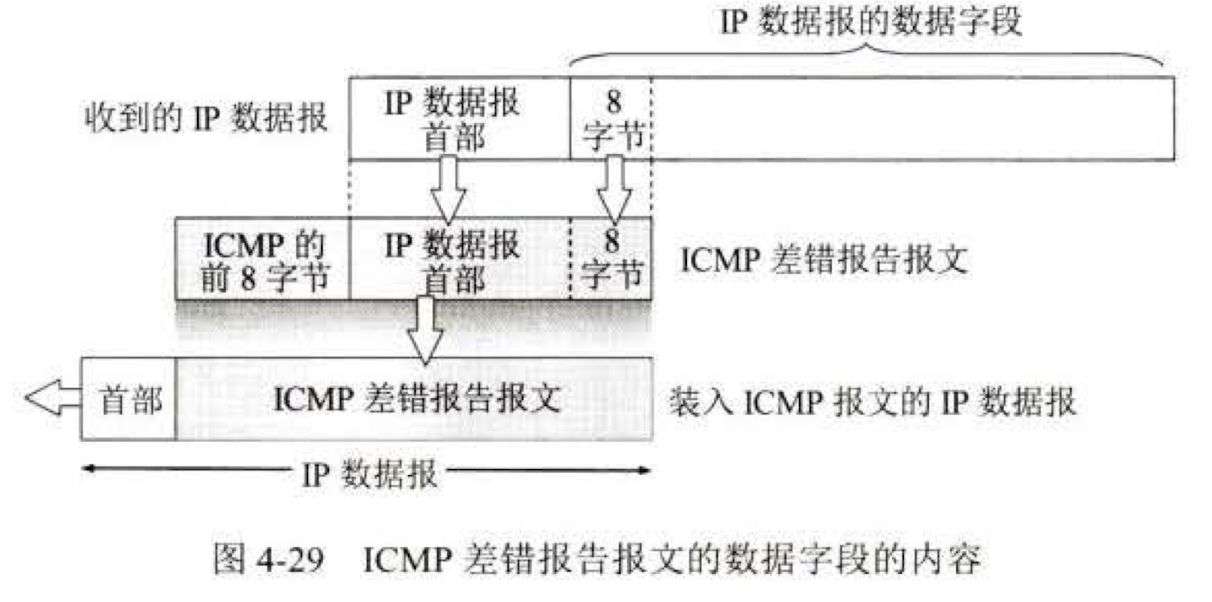 IP 数据报的数据字段
收到的 IP 数据报
IP 数据报
首部
8
字节
ICMP 的
前 8 字节
IP 数据报
首部
8
字节
ICMP 差错报告报文
首部
ICMP 差错报告报文
装入 ICMP 报文的 IP 数据报
IP 数据报
图 4-29 ICMP 差错报告报文的数据字段的内容